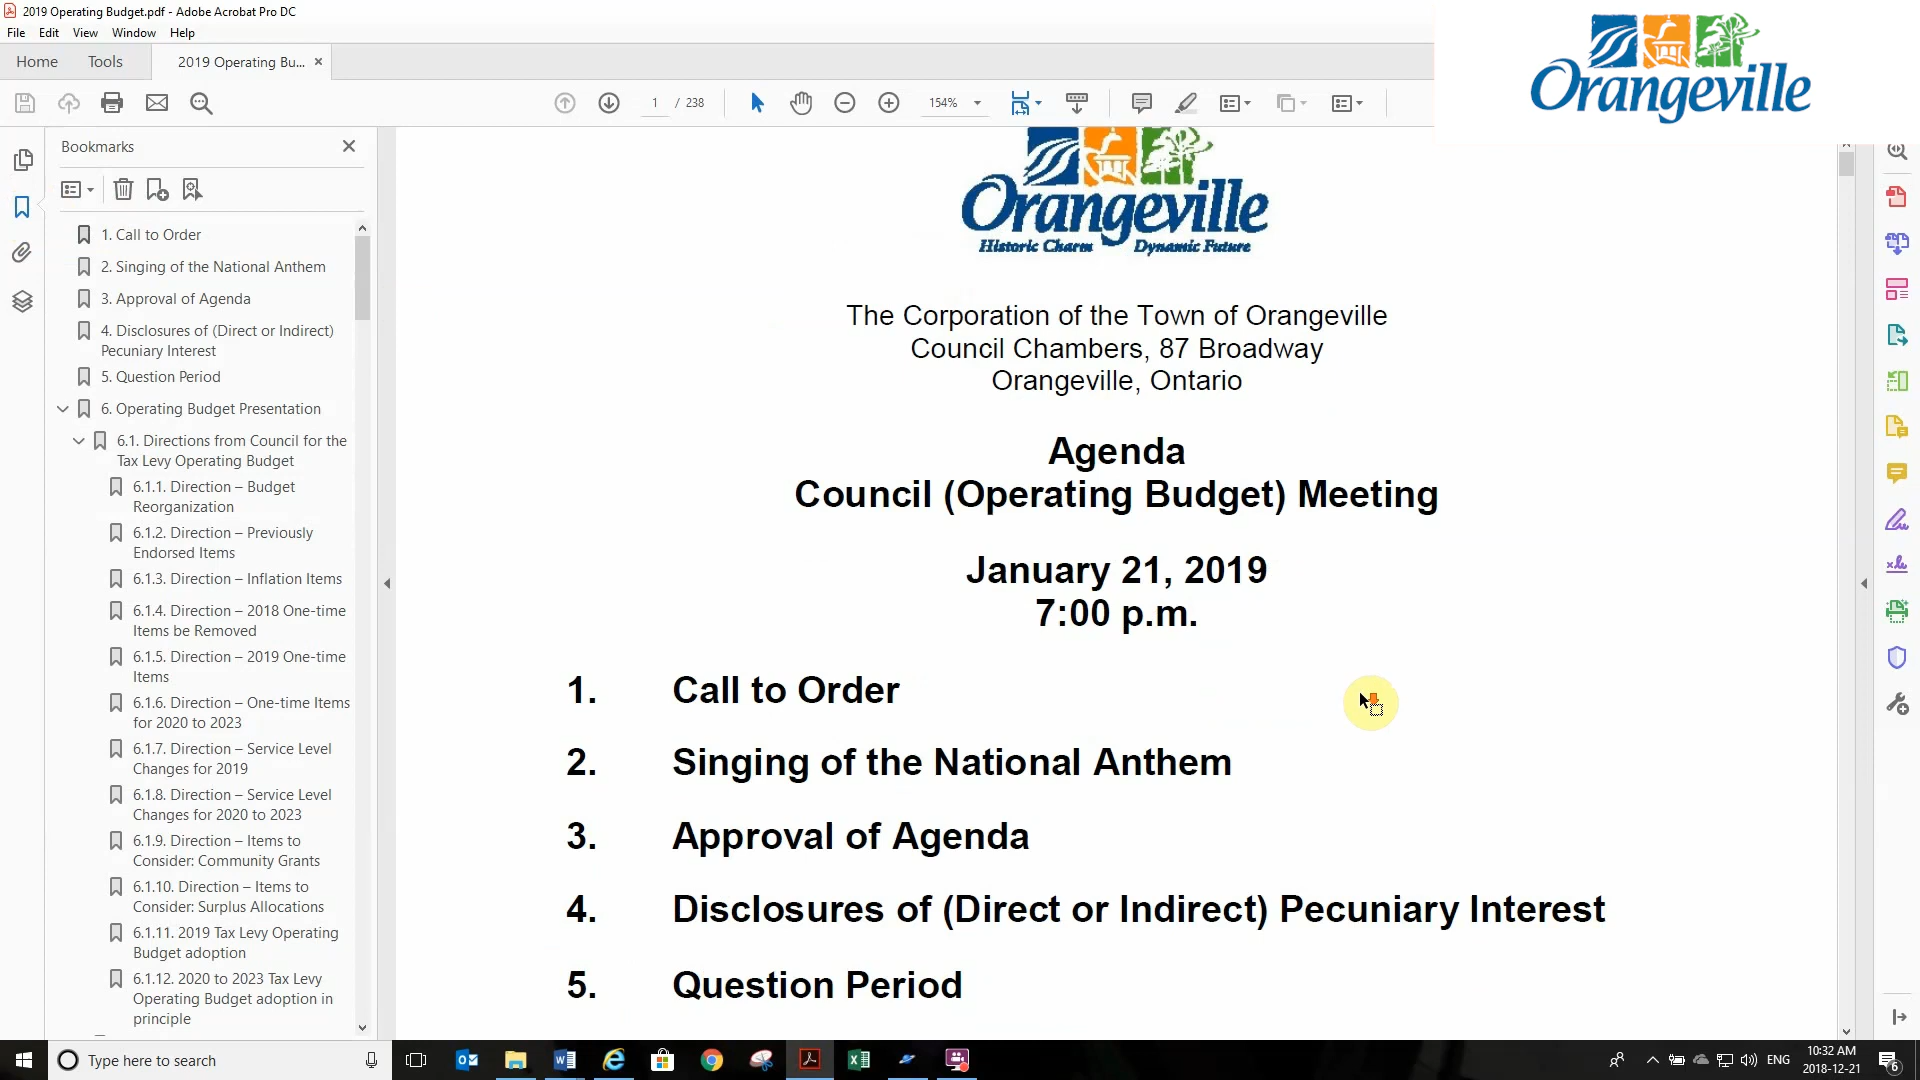 2019 Operating Budget.pdf - Adobe Acrobat Pro DC
File Edit View Window Help
Home Tools 2019 Operating Bu... ×
1 / 238 154%
Orangeville
Bookmarks
1. Call to Order
2. Singing of the National Anthem
3. Approval of Agenda
4. Disclosures of (Direct or Indirect)
Pecuniary Interest
5. Question Period
6. Operating Budget Presentation
6.1. Directions from Council for the
Tax Levy Operating Budget
6.1.1. Direction – Budget
Reorganization
6.1.2. Direction – Previously
Endorsed Items
6.1.3. Direction – Inflation Items
6.1.4. Direction – 2018 One-time
Items be Removed
6.1.5. Direction – 2019 One-time
Items
6.1.6. Direction – One-time Items
for 2020 to 2023
6.1.7. Direction – Service Level
Changes for 2019
6.1.8. Direction – Service Level
Changes for 2020 to 2023
6.1.9. Direction – Items to
Consider: Community Grants
6.1.10. Direction – Items to
Consider: Surplus Allocations
6.1.11. 2019 Tax Levy Operating
Budget adoption
6.1.12. 2020 to 2023 Tax Levy
Operating Budget adoption in
principle
Orangeville
Historic Charm Dynamic Future
The Corporation of the Town of Orangeville
Council Chambers, 87 Broadway
Orangeville, Ontario
Agenda
Council (Operating Budget) Meeting
January 21, 2019
7:00 p.m.
1. Call to Order
2. Singing of the National Anthem
3. Approval of Agenda
4. Disclosures of (Direct or Indirect) Pecuniary Interest
5. Question Period
Type here to search
ENG
10:32 AM
2018-12-21
6